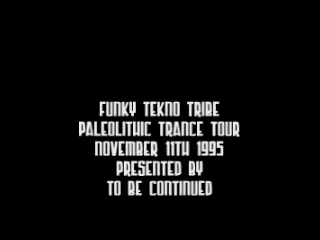 FUNKY TEKNO TRIBE
PALEOLITHIC TRANCE TOUR
NOVEMBER 11TH 1995
PRESENTED BY
TO BE CONTINUED